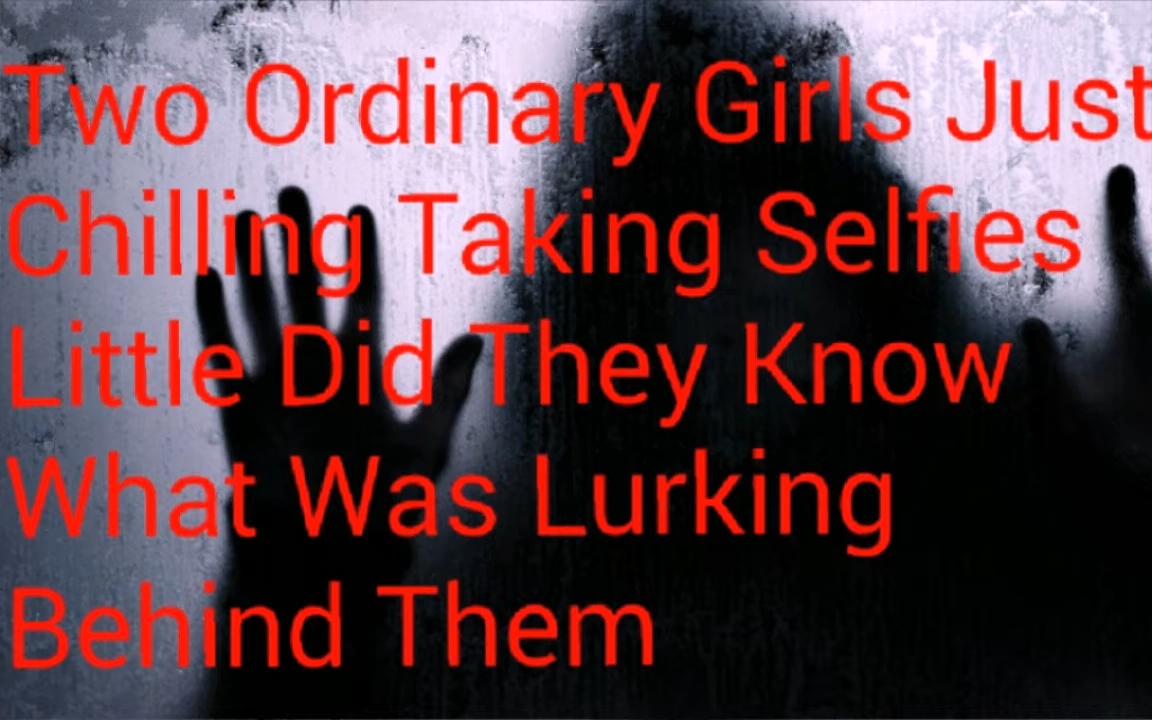 Two Ordinary Girls Just
Chilling Taking Selfies
Little Did They Know
What Was Lurking
Behind Them